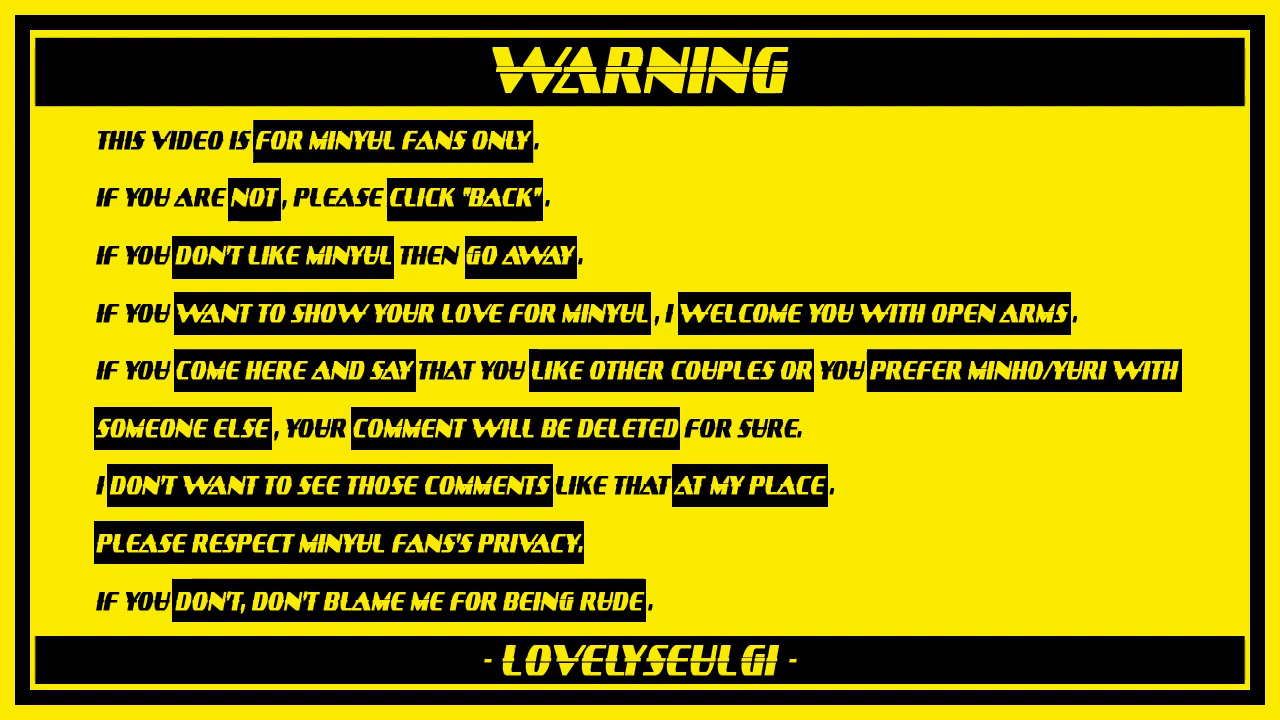 WARNING
THIS VIDEO IS FOR MINYUL FANS ONLY.
IF YOU ARE NOT, PLEASE CLICK "BACK".
IF YOU DON'T LIKE MINYUL THEN GO AWAY.
IF YOU WANT TO SHOW YOUR LOVE FOR MINYUL, I WELCOME YOU WITH OPEN ARMS.
IF YOU COME HERE AND SAY THAT YOU LIKE OTHER COUPLES OR YOU PREFER MINHO/YURI WITH
SOMEONE ELSE, YOUR COMMENT WILL BE DELETED FOR SURE.
I DON'T WANT TO SEE THOSE COMMENTS LIKE THAT AT MY PLACE.
PLEASE RESPECT MINYUL FANS'S PRIVACY.
IF YOU DON'T, DON'T BLAME ME FOR BEING RUDE.
- LOVELYSEULGI -